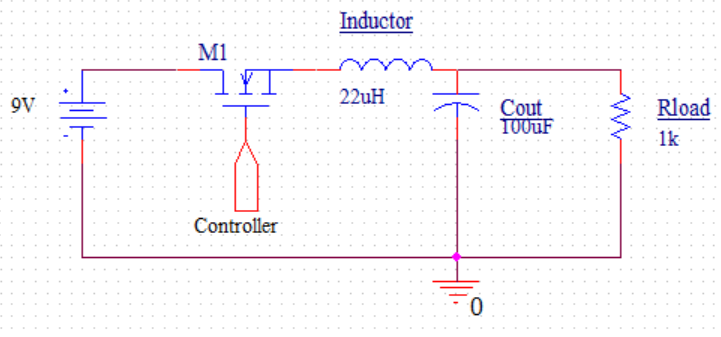 Inductor
M1
9V
22uH
Cout
100uF
Rload
1k
Controller
0